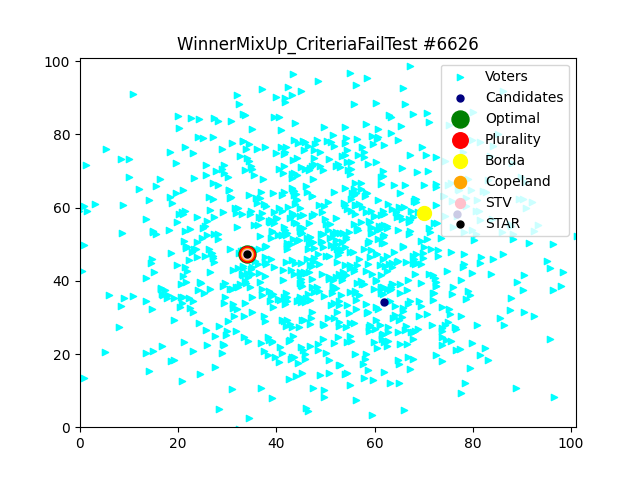 WinnerMixUp_CriteriaFailTest #6626
100
80
60
40
20
0
0
20
40
60
80
100
Voters
Candidates
Optimal
Plurality
Borda
Copeland
STV
STAR